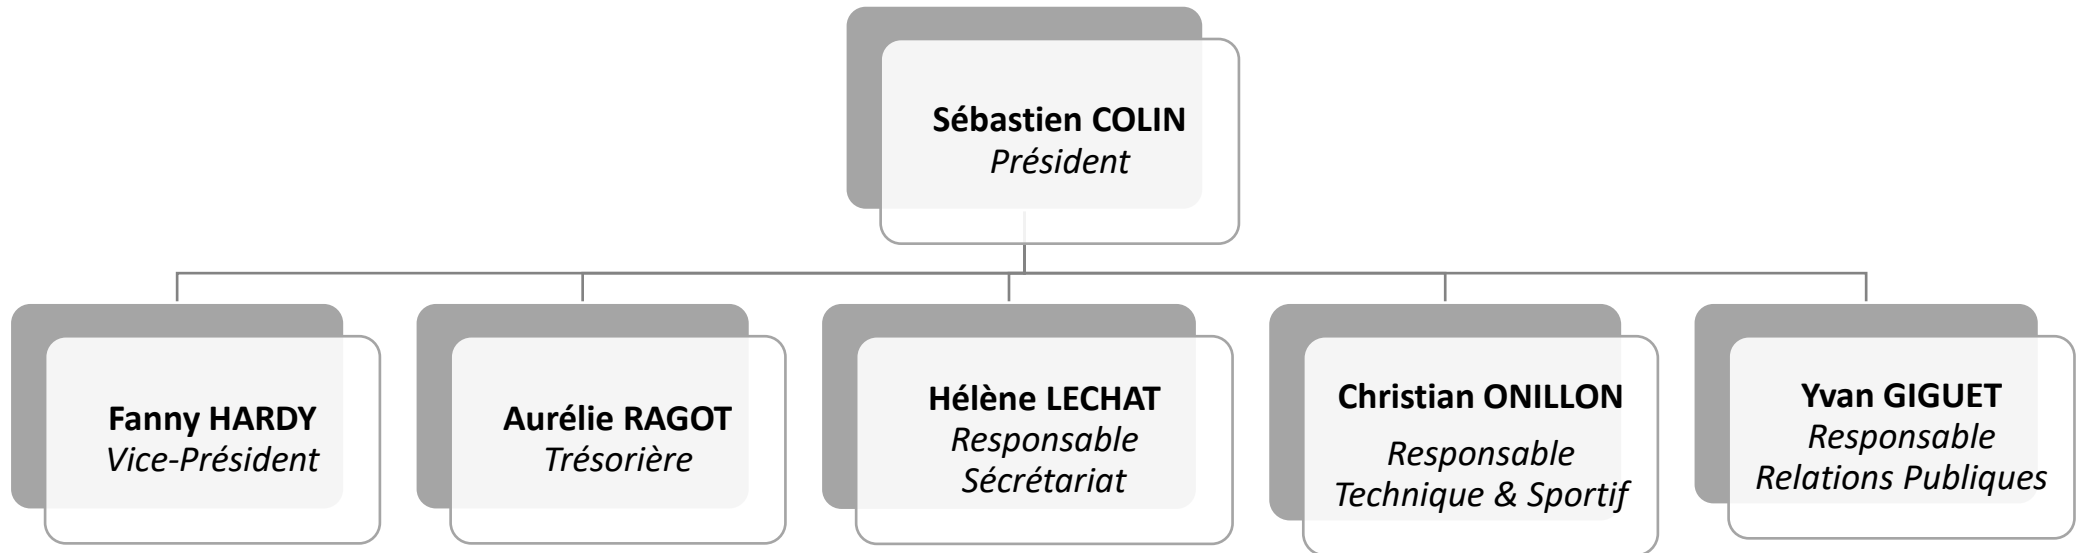 Sébastien COLIN
Président
Fanny HARDY
Vice-Président
Aurélie RAGOT
Trésorière
Hélène LECHAT
Responsable
Sécrétariat
Christian ONILLON
Responsable
Technique & Sportif
Yvan GIGUET
Responsable
Relations Publiques